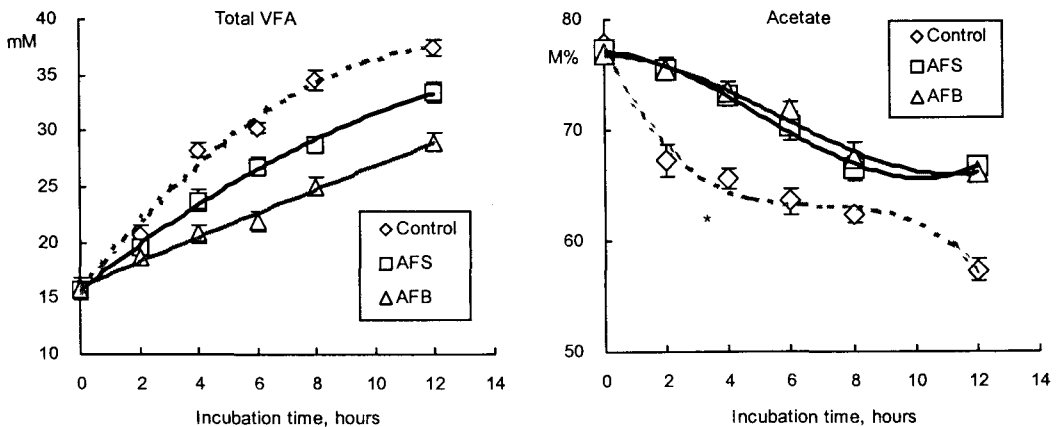 Total VFA
mM
40
35
30
25
20
15
10
0
2
4
6
8
10
12
14
Incubation time, hours
Control
AFS
AFB
Acetate
M%
80
70
60
50
0
2
4
6
8
10
12
14
Incubation time, hours
Control
AFS
AFB
*